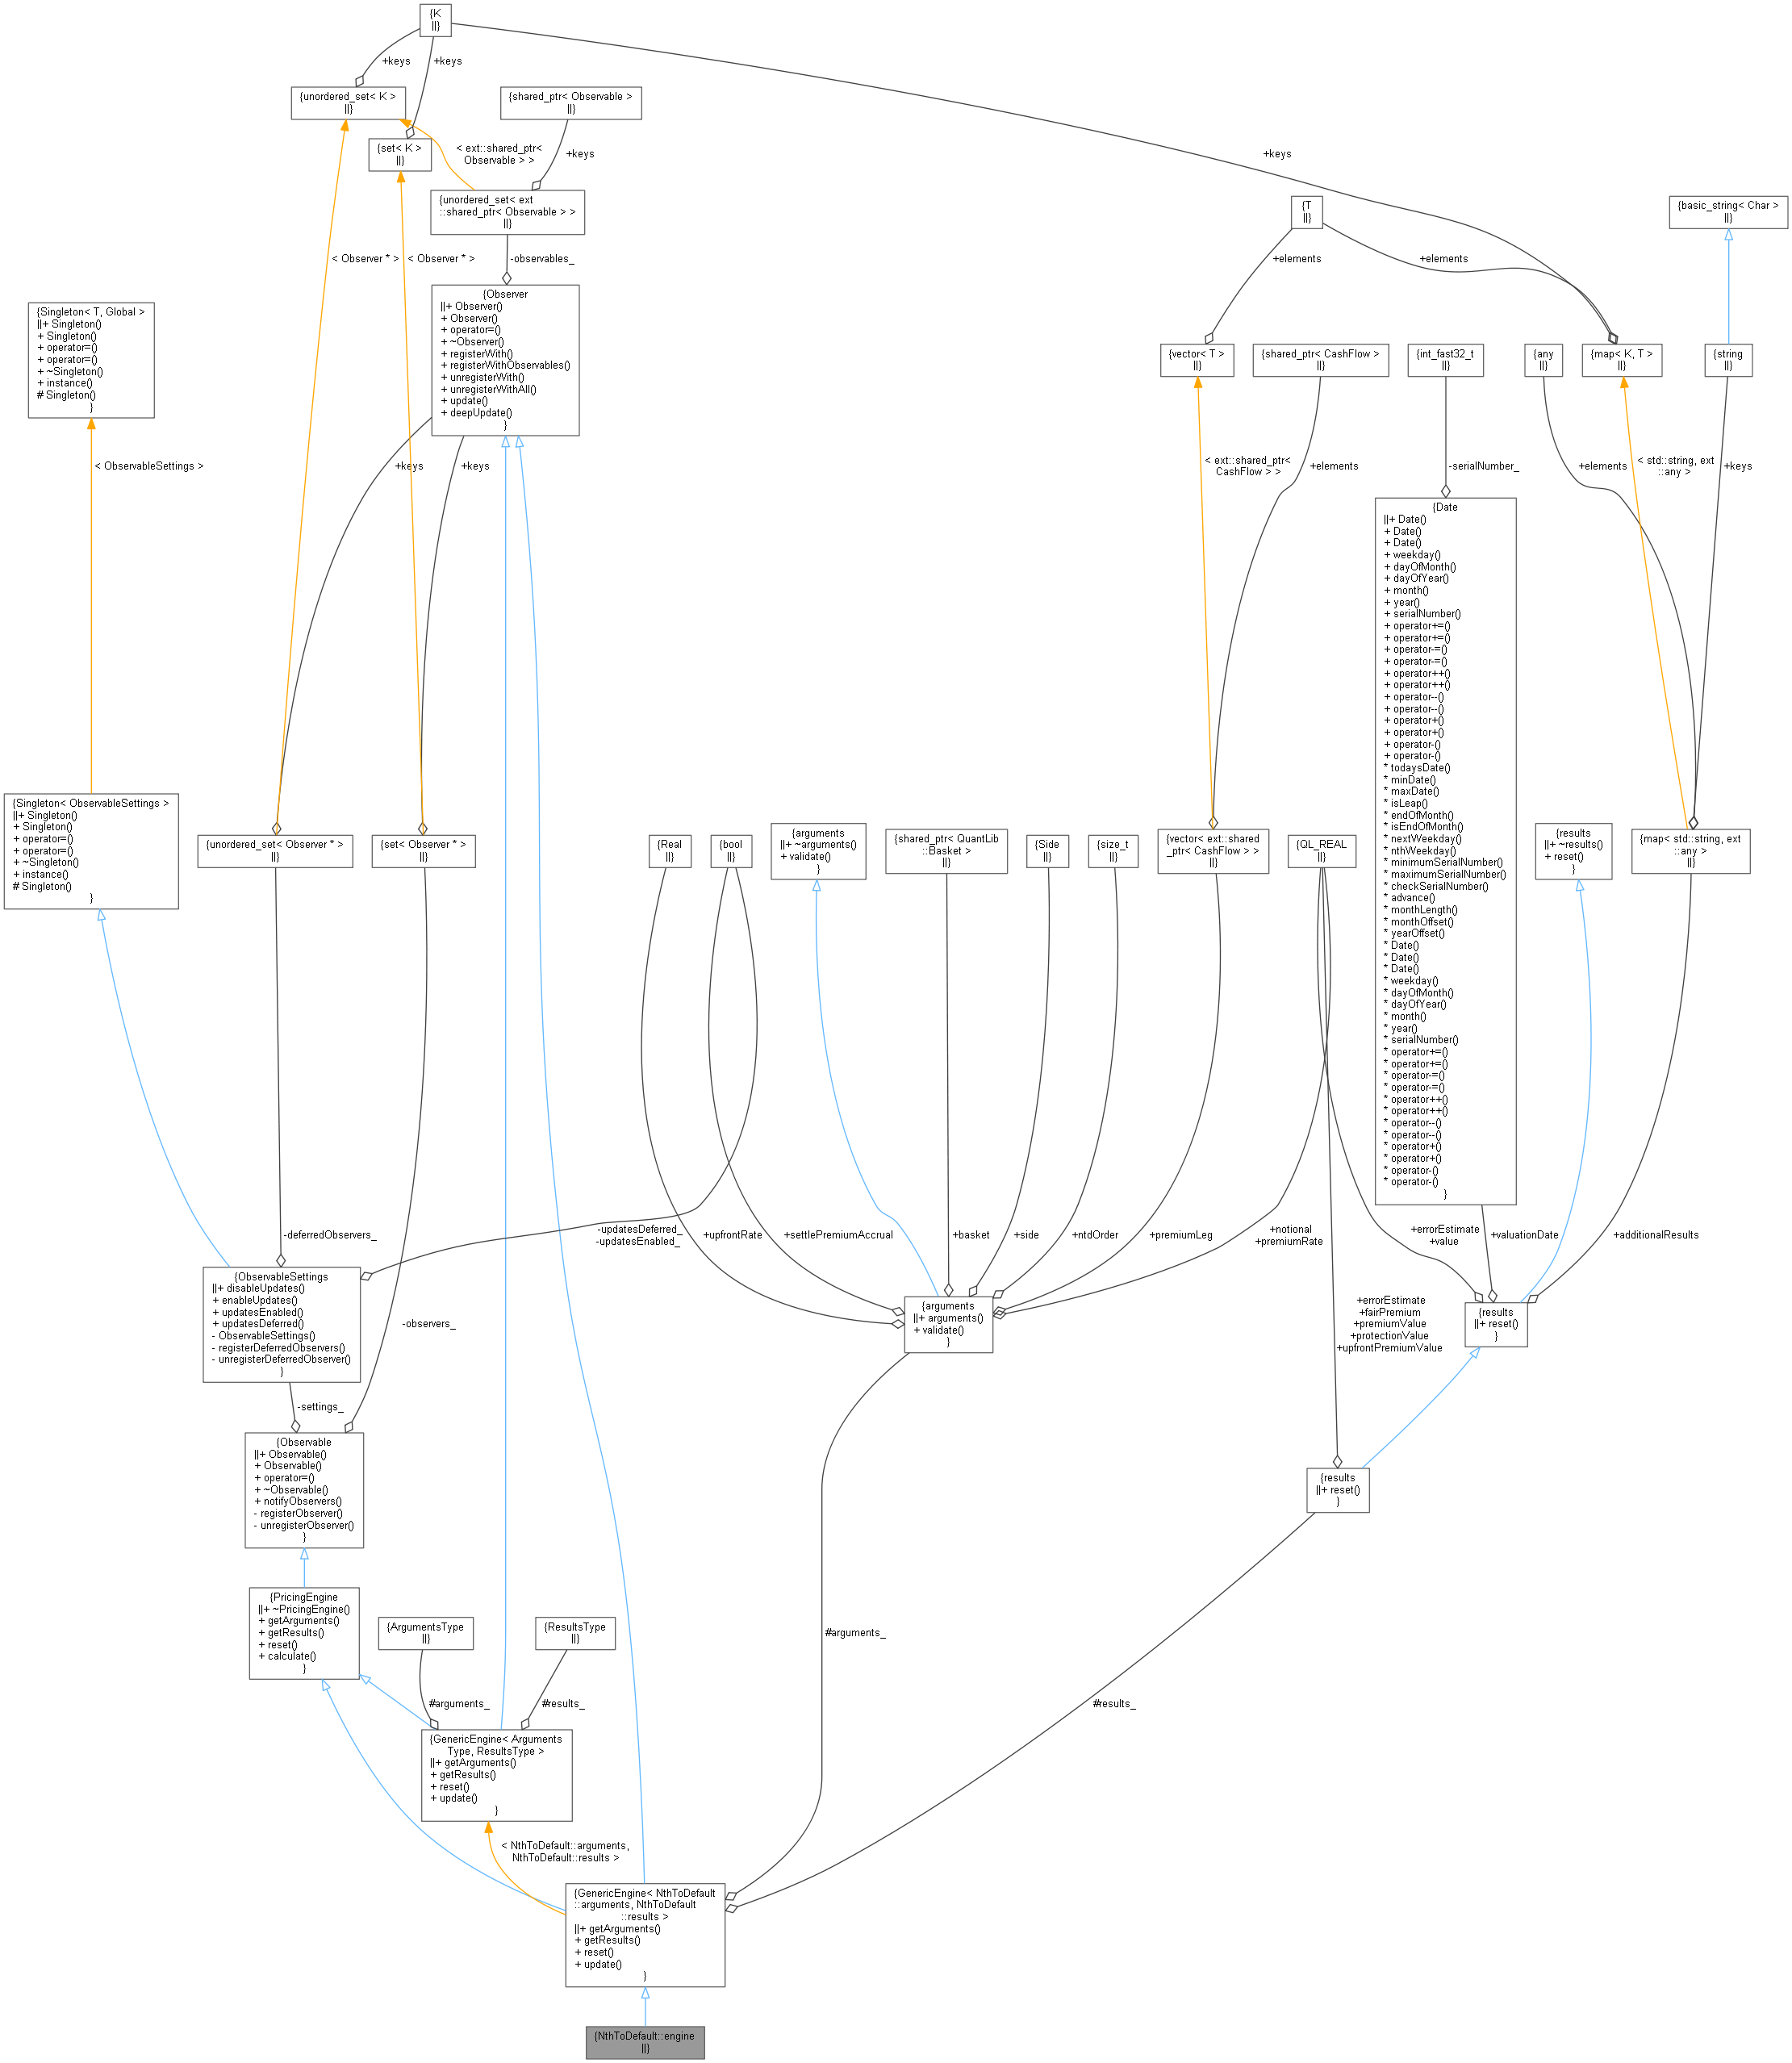 {K
||}
+keys
+keys
{unordered_set< K >
||}
{shared_ptr< Observable >
||}
{set< K >
||}
< ext::shared_ptr<
Observable > >
+keys
+keys
{unordered_set< ext
::shared_ptr< Observable > >
||}
{T
||}
{basic_string< Char >
||}
< Observer * >
< Observer * >
-observables_
+elements
+elements
{Singleton< T, Global >
||+ Singleton()
+ Singleton()
+ operator=()
+ operator=()
+ ~Singleton()
+ instance()
# Singleton()
}
{Observer
||+ Observer()
+ Observer()
+ operator=()
+ ~Observer()
+ registerWith()
+ registerWithObservables()
+ unregisterWith()
+ unregisterWithAll()
+ update()
+ deepUpdate()
}
{vector< T >
||}
{shared_ptr< CashFlow >
||}
{int_fast32_t
||}
{any
||}
{map< K, T >
||}
{string
||}
< ObservableSettings >
+keys
+keys
< ext::shared_ptr<
CashFlow > >
+elements
-serialNumber_
+elements
< std::string, ext
::any >
+keys
{Date
||+ Date()
+ Date()
+ Date()
+ weekday()
+ dayOfMonth()
+ dayOfYear()
+ month()
+ year()
+ serialNumber()
+ operator+=()
+ operator+=()
+ operator-=()
+ operator-=()
+ operator++()
+ operator++()
+ operator--()
+ operator--()
+ operator+()
+ operator+()
+ operator-()
+ operator-()
* todaysDate()
* minDate()
* maxDate()
* isLeap()
* endOfMonth()
* isEndOfMonth()
* nextWeekday()
* nthWeekday()
* minimumSerialNumber()
* maximumSerialNumber()
* checkSerialNumber()
* advance()
* monthLength()
* monthOffset()
* yearOffset()
* Date()
* Date()
* Date()
* weekday()
* dayOfMonth()
* dayOfYear()
* month()
* year()
* serialNumber()
* operator+=()
* operator+=()
* operator-=()
* operator-=()
* operator++()
* operator++()
* operator--()
* operator--()
* operator+()
* operator+()
* operator-()
* operator-()
}
{Singleton< ObservableSettings >
||+ Singleton()
+ Singleton()
+ operator=()
+ operator=()
+ ~Singleton()
+ instance()
# Singleton()
}
{unordered_set< Observer * >
||}
{set< Observer * >
||}
{Real
||}
{bool
||}
{arguments
||+ ~arguments()
+ validate()
}
{shared_ptr< QuantLib
::Basket >
||}
{Side
||}
{size_t
||}
{vector< ext::shared
_ptr< CashFlow > >
||}
{QL_REAL
||}
{results
||+ ~results()
+ reset()
}
{map< std::string, ext
::any >
||}
-deferredObservers_
-updatesDeferred_
-updatesEnabled_
+upfrontRate
+settlePremiumAccrual
+basket
+side
+ntdOrder
+premiumLeg
+notional
+premiumRate
+errorEstimate
+value
+valuationDate
+additionalResults
{ObservableSettings
||+ disableUpdates()
+ enableUpdates()
+ updatesEnabled()
+ updatesDeferred()
- ObservableSettings()
- registerDeferredObservers()
- unregisterDeferredObserver()
}
-observers_
{arguments
||+ arguments()
+ validate()
}
+errorEstimate
+fairPremium
+premiumValue
+protectionValue
+upfrontPremiumValue
{results
||+ reset()
}
-settings_
{Observable
||+ Observable()
+ Observable()
+ operator=()
+ ~Observable()
+ notifyObservers()
- registerObserver()
- unregisterObserver()
}
{results
||+ reset()
}
{PricingEngine
||+ ~PricingEngine()
+ getArguments()
+ getResults()
+ reset()
+ calculate()
}
{ArgumentsType
||}
{ResultsType
||}
#arguments_
#arguments_
#results_
#results_
{GenericEngine< Arguments
Type, ResultsType >
||+ getArguments()
+ getResults()
+ reset()
+ update()
}
< NthToDefault::arguments,
NthToDefault::results >
{GenericEngine< NthToDefault
::arguments, NthToDefault
::results >
||+ getArguments()
+ getResults()
+ reset()
+ update()
}
{NthToDefault::engine
||}